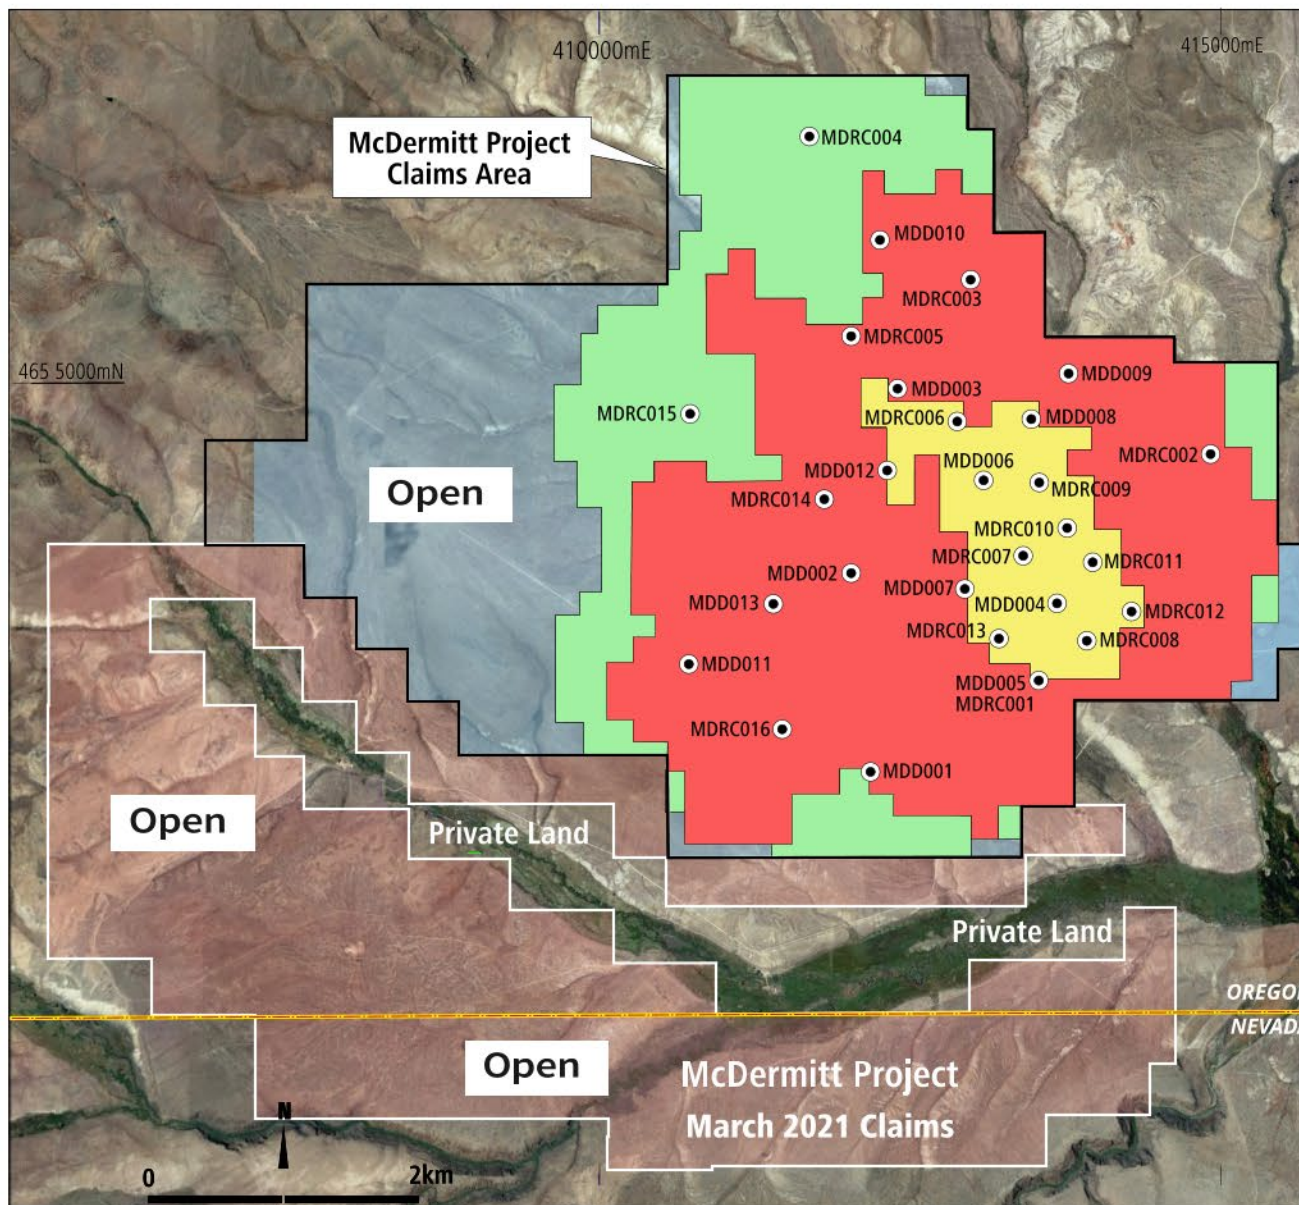 410000mE
415000mE
McDermitt Project
Claims Area
MDRC004
MDD010
MDRC003
MDRC005
465 5000mN
MDD009
MDD003
MDRC015
MDRC006
MDD008
MDRC002
MDD012
MDD006
Open
MDRC014
MDRC009
MDRC010
MDRC007
MDRC011
MDD002
MDD007
MDD013
MDD004
MDRC012
MDRC013
MDRC008
MDD011
MDD005
MDRC001
MDRC016
MDD001
Open
Private Land
Private Land
OREGO
NEVAD
Open
McDermitt Project
March 2021 Claims
N
0
2km